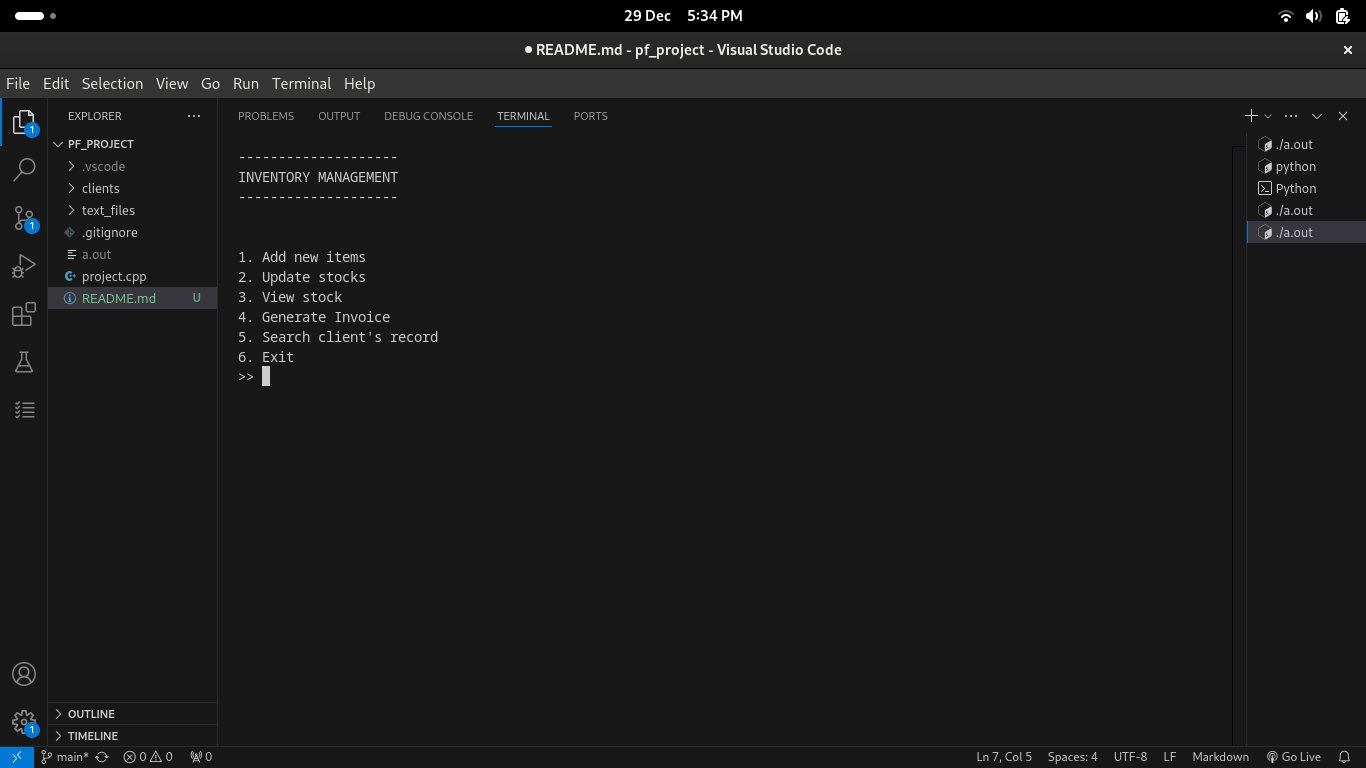 29 Dec 5:34 PM
● README.md - pf_project - Visual Studio Code
File Edit Selection View Go Run Terminal Help
EXPLORER
PF_PROJECT
.vscode
clients
text_files
.gitignore
a.out
project.cpp
README.md U
OUTLINE
TIMELINE
1
1
1
PROBLEMS OUTPUT DEBUG CONSOLE TERMINAL PORTS
--------------------
INVENTORY MANAGEMENT
--------------------
1. Add new items
2. Update stocks
3. View stock
4. Generate Invoice
5. Search client's record
6. Exit
>>
./a.out
python
Python
./a.out
./a.out
main* 0 0 0 Ln 7, Col 5 Spaces: 4 UTF-8 LF Markdown Go Live